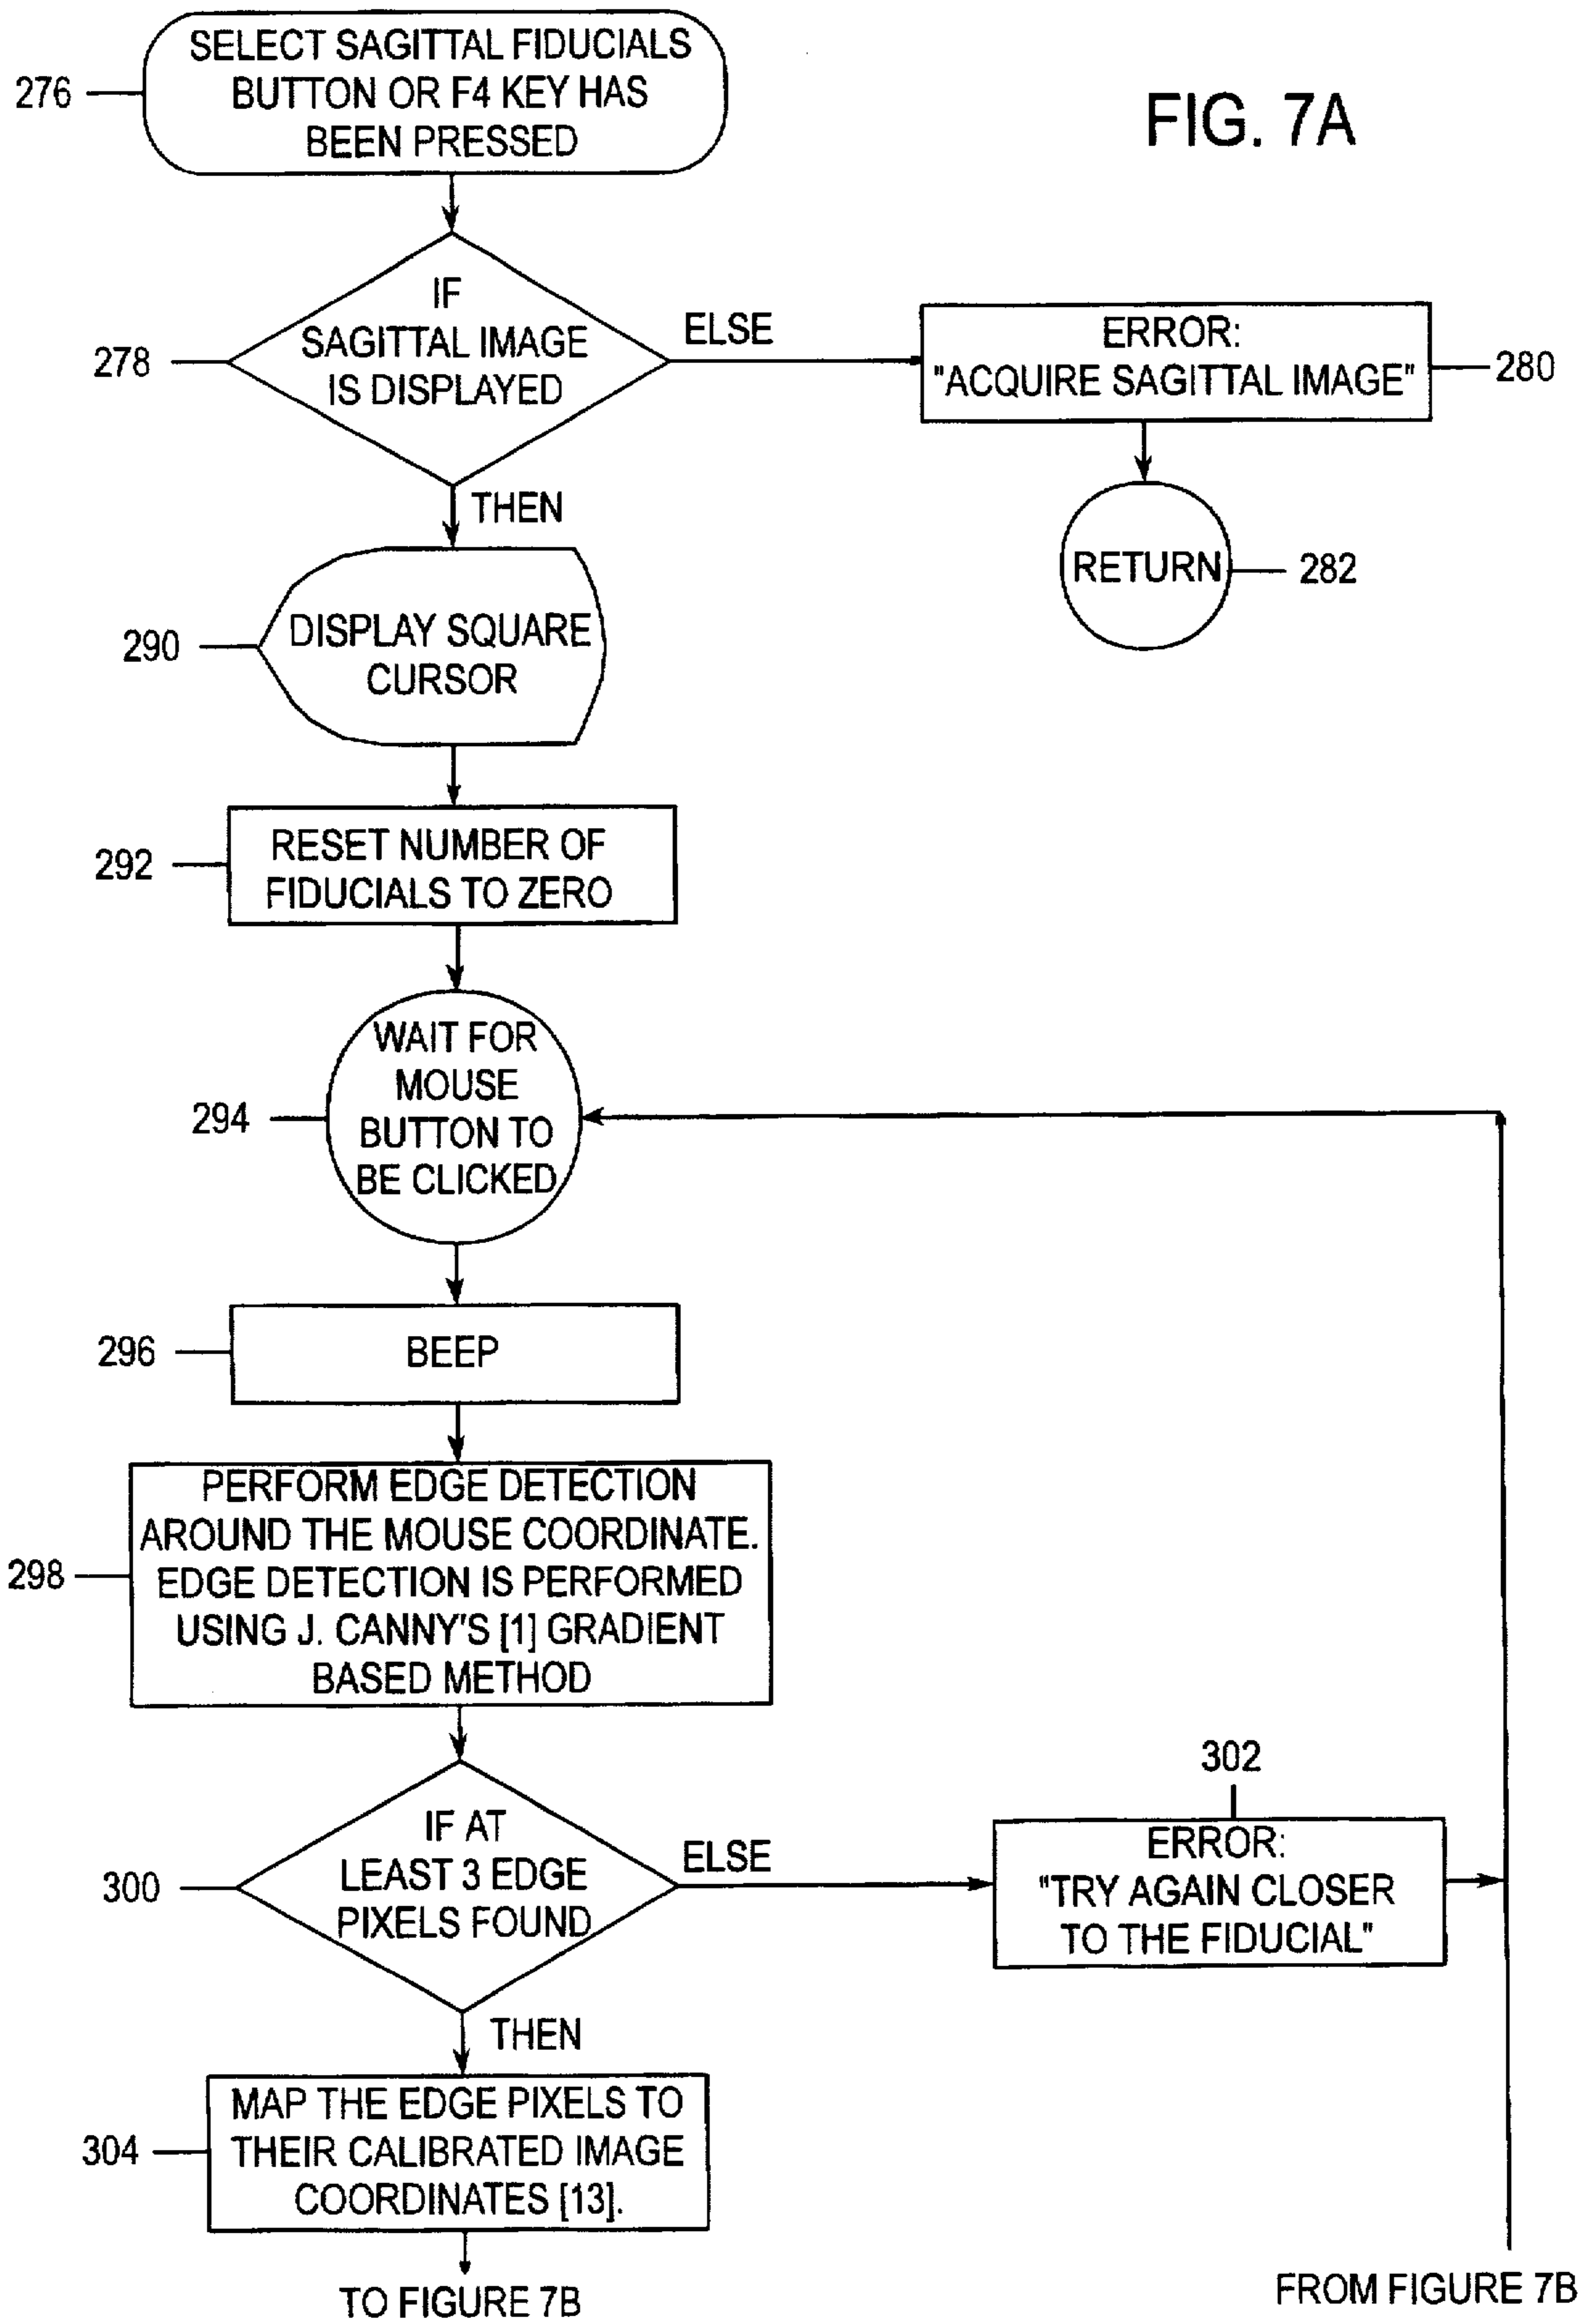 SELECT SAGITTAL FIDUCIALS
BUTTON OR F4 KEY HAS
BEEN PRESSED
276
FIG. 7A
IF
SAGITTAL IMAGE
IS DISPLAYED
278
ELSE
ERROR:
"ACQUIRE SAGITTAL IMAGE"
280
THEN
RETURN
282
DISPLAY SQUARE
CURSOR
290
RESET NUMBER OF
FIDUCIALS TO ZERO
292
WAIT FOR
MOUSE
BUTTON TO
BE CLICKED
294
BEEP
296
PERFORM EDGE DETECTION
AROUND THE MOUSE COORDINATE.
EDGE DETECTION IS PERFORMED
USING J. CANNY'S [1] GRADIENT
BASED METHOD
298
IF AT
LEAST 3 EDGE
PIXELS FOUND
300
ELSE
302
ERROR:
"TRY AGAIN CLOSER
TO THE FIDUCIAL"
THEN
MAP THE EDGE PIXELS TO
THEIR CALIBRATED IMAGE
COORDINATES [13].
304
TO FIGURE 7B
FROM FIGURE 7B